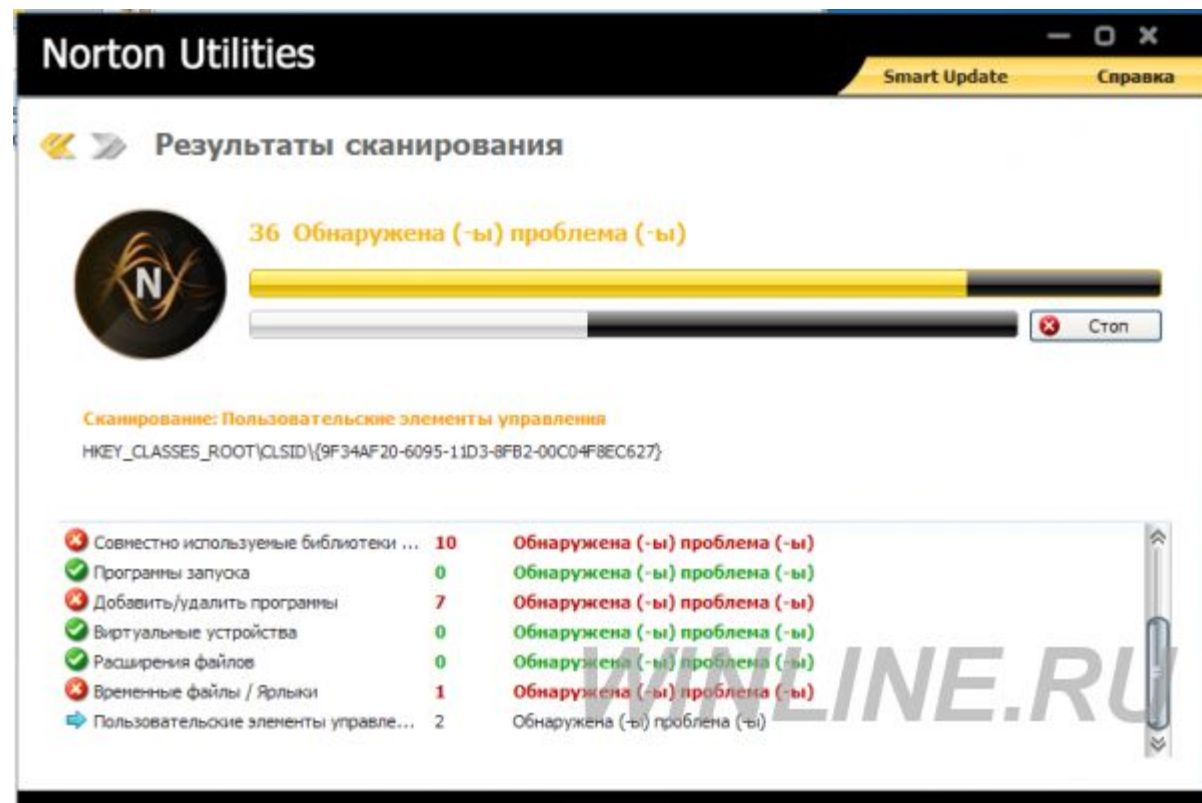 Norton Utilities
Smart Update
Справка
Результаты сканирования
N
36 Обнаружена (-ы) проблема (-ы)
Стоп
Сканирование: Пользовательские элементы управления
HKEY_CLASSES_ROOT\CLSID\{9F34AF20-6095-11D3-8FB2-00C04F8EC627}
Совместно используемые библиотеки ... 10 Обнаружена (-ы) проблема (-ы)
Программы запуска 0 Обнаружена (-ы) проблема (-ы)
Добавить/удалить программы 7 Обнаружена (-ы) проблема (-ы)
Виртуальные устройства 0 Обнаружена (-ы) проблема (-ы)
Расширения файлов 0 Обнаружена (-ы) проблема (-ы)
Временные файлы / Ярлыки 1 Обнаружена (-ы) проблема (-ы)
Пользовательские элементы управле... 2 Обнаружена (-ы) проблема (-ы)
WINLINE.RU